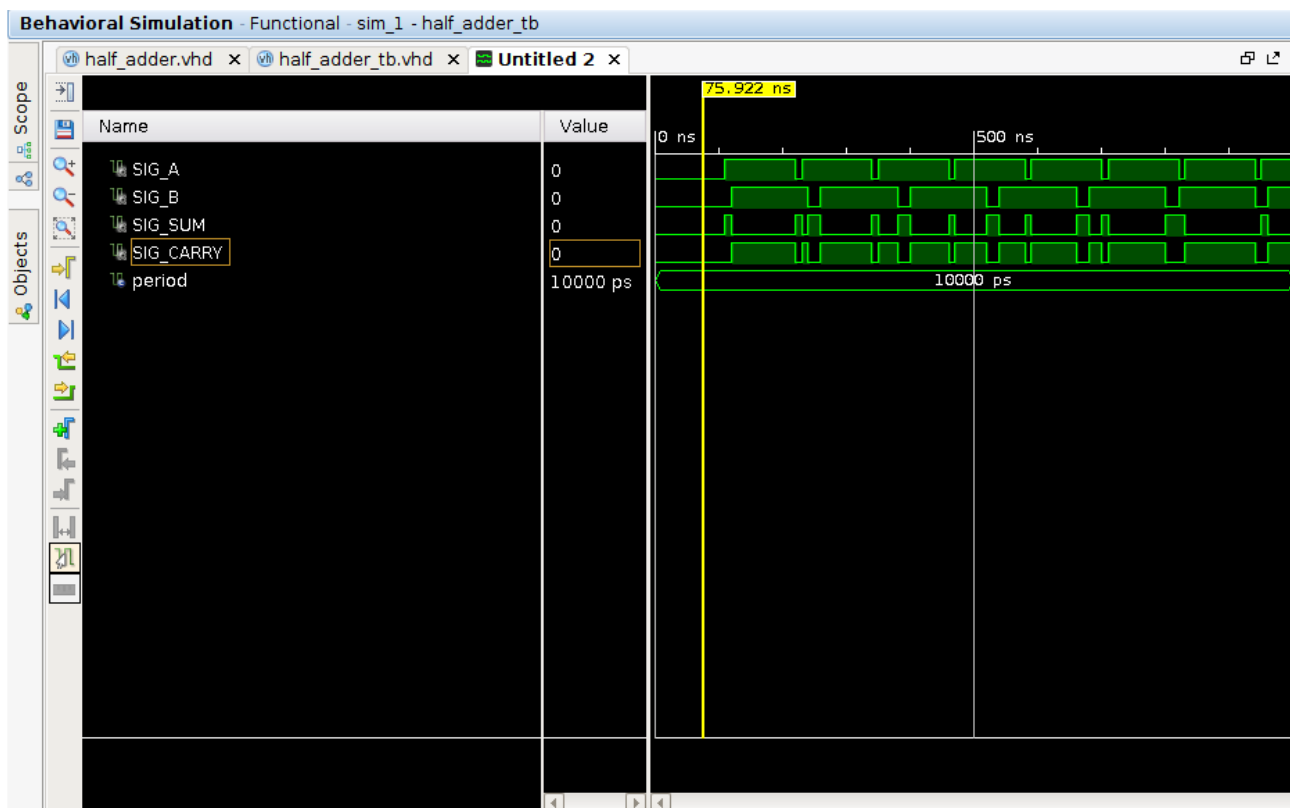 Behavioral Simulation - Functional - sim_1 - half_adder_tb
half_adder.vhd
half_adder_tb.vhd
Untitled 2
Scope
Objects
Name
Value
75.922 ns
0 ns
500 ns
SIG_A
0
SIG_B
0
SIG_SUM
0
SIG_CARRY
0
period
10000 ps
10000 ps